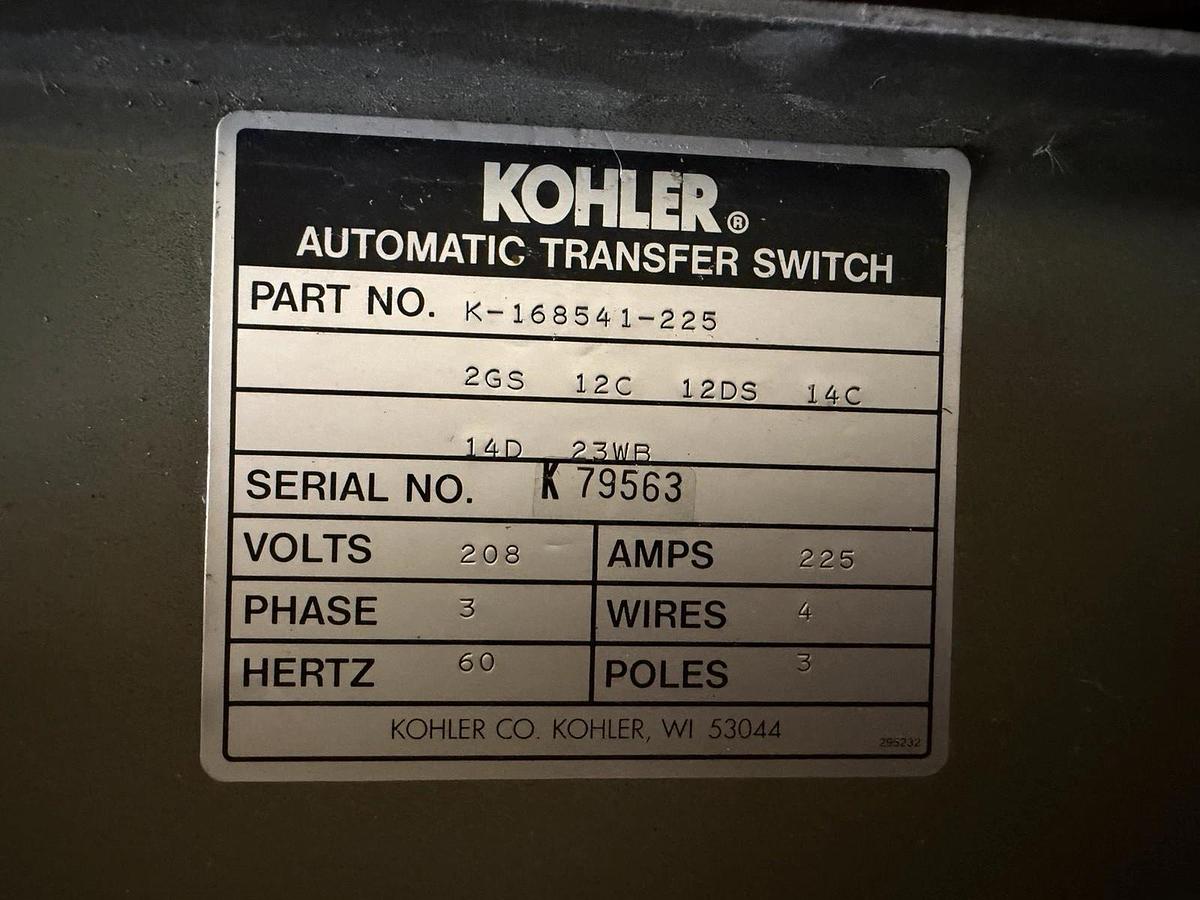 KOHLER®
AUTOMATIC TRANSFER SWITCH
PART NO. K-168541-225
2GS 12C 12DS 14C
14D 23WB
SERIAL NO. K 79563
VOLTS 208 AMPS 225
PHASE 3 WIRES 4
HERTZ 60 POLES 3
KOHLER CO. KOHLER, WI 53044
295232